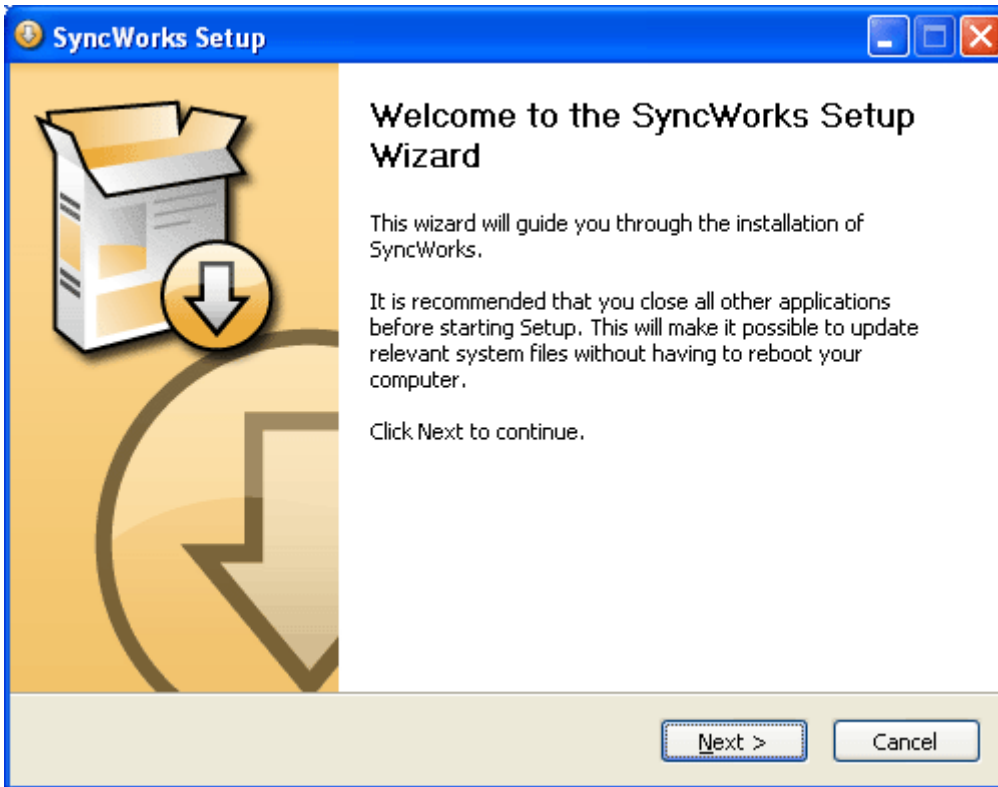 SyncWorks Setup
Welcome to the SyncWorks Setup
Wizard
This wizard will guide you through the installation of
SyncWorks.
It is recommended that you close all other applications
before starting Setup. This will make it possible to update
relevant system files without having to reboot your
computer.
Click Next to continue.
Next >
Cancel